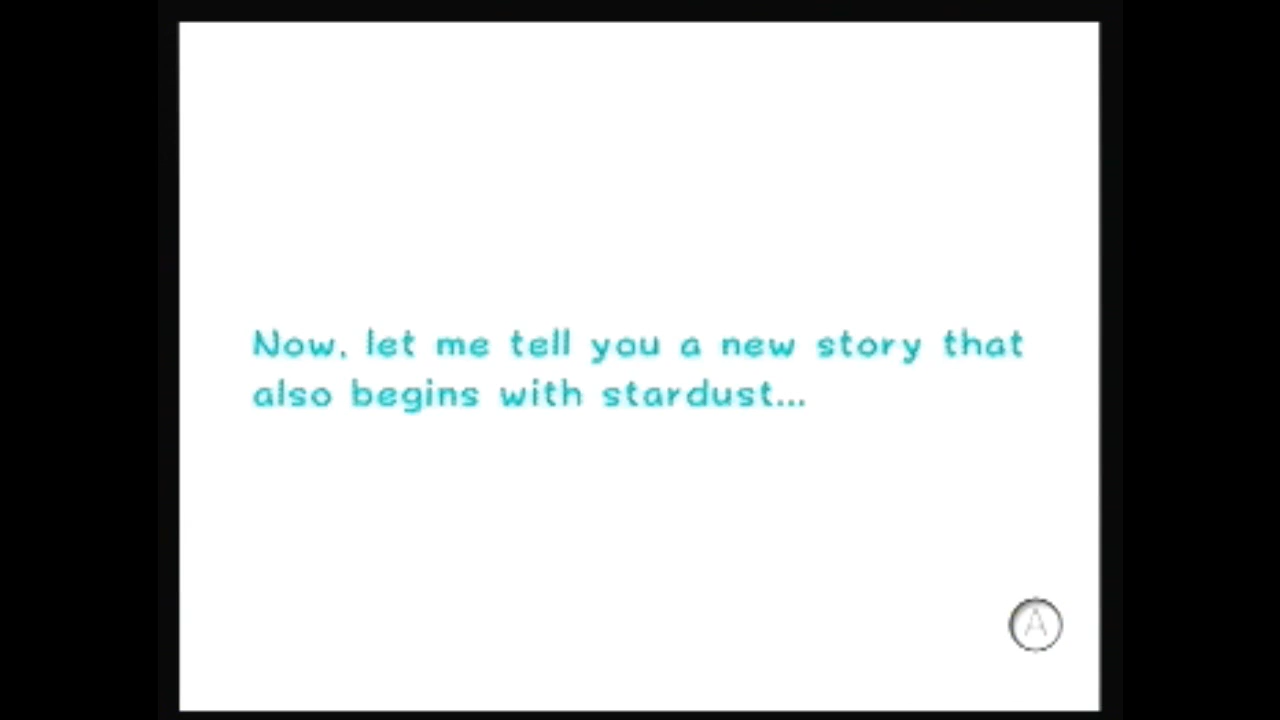 Now, let me tell you a new story that
also begins with stardust...
A